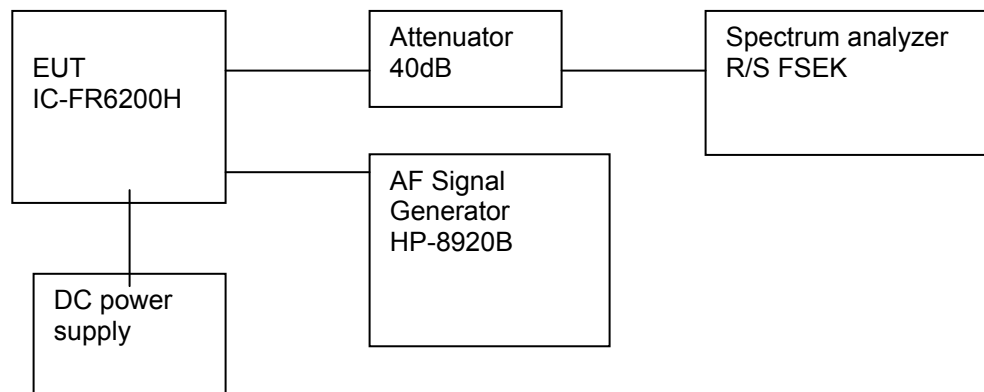 EUT
IC-FR6200H
Attenuator
40dB
Spectrum analyzer
R/S FSEK
AF Signal
Generator
HP-8920B
DC power
supply